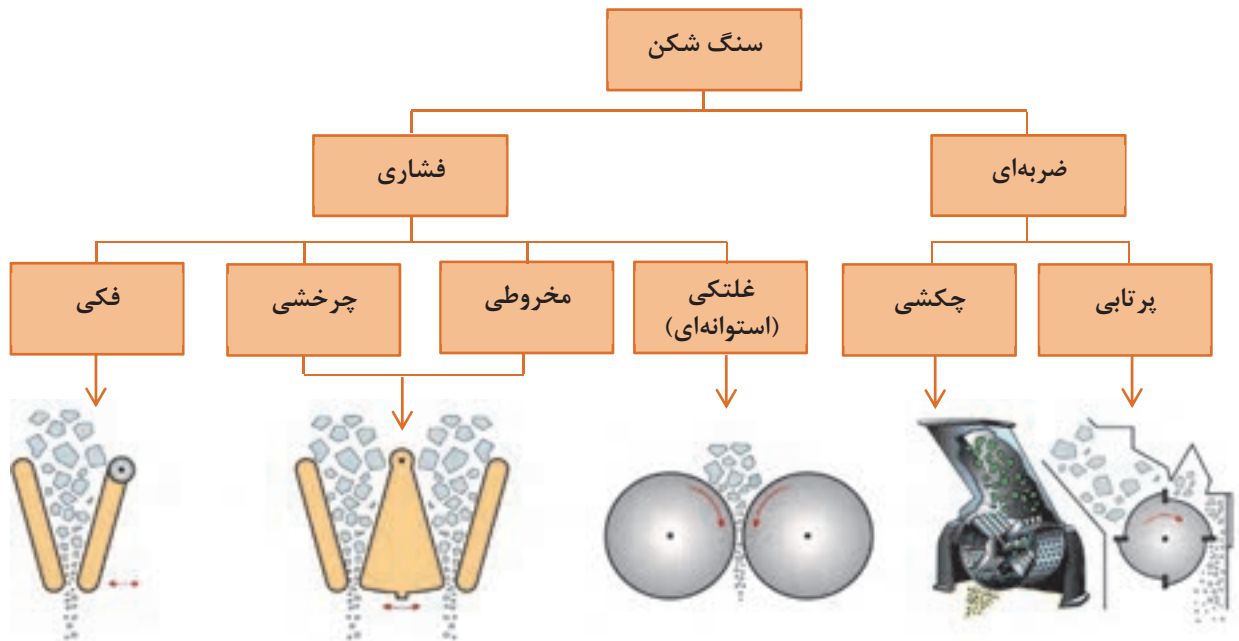 سنگ شکن
ضربه‌ای
فشاری
پرتابی
چکشی
غلتکی
(استوانه‌ای)
مخروطی
چرخشی
فکی